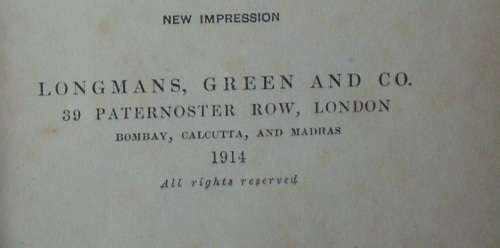 NEW IMPRESSION
LONGMANS, GREEN AND CO.
39 PATERNOSTER ROW, LONDON
BOMBAY, CALCUTTA, AND MADRAS
1914
All rights reserved